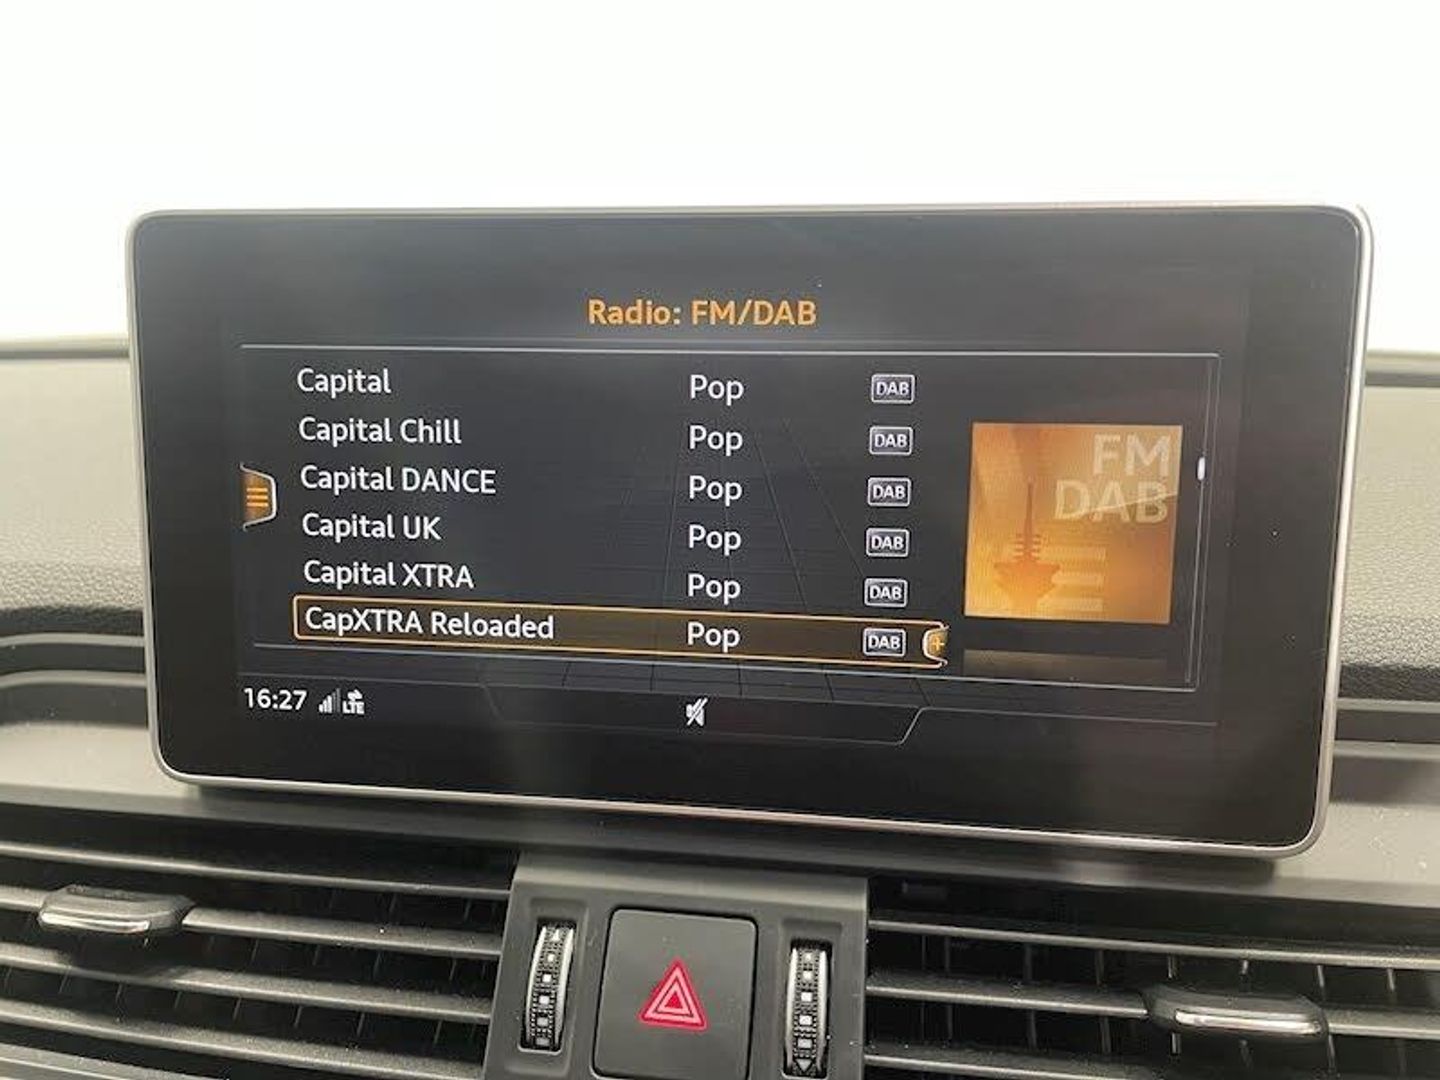 Radio: FM/DAB
Capital Pop DAB
Capital Chill Pop DAB
Capital DANCE Pop DAB
Capital UK Pop DAB
Capital XTRA Pop DAB
CapXTRA Reloaded Pop DAB
FM
DAB
16:27 LTE